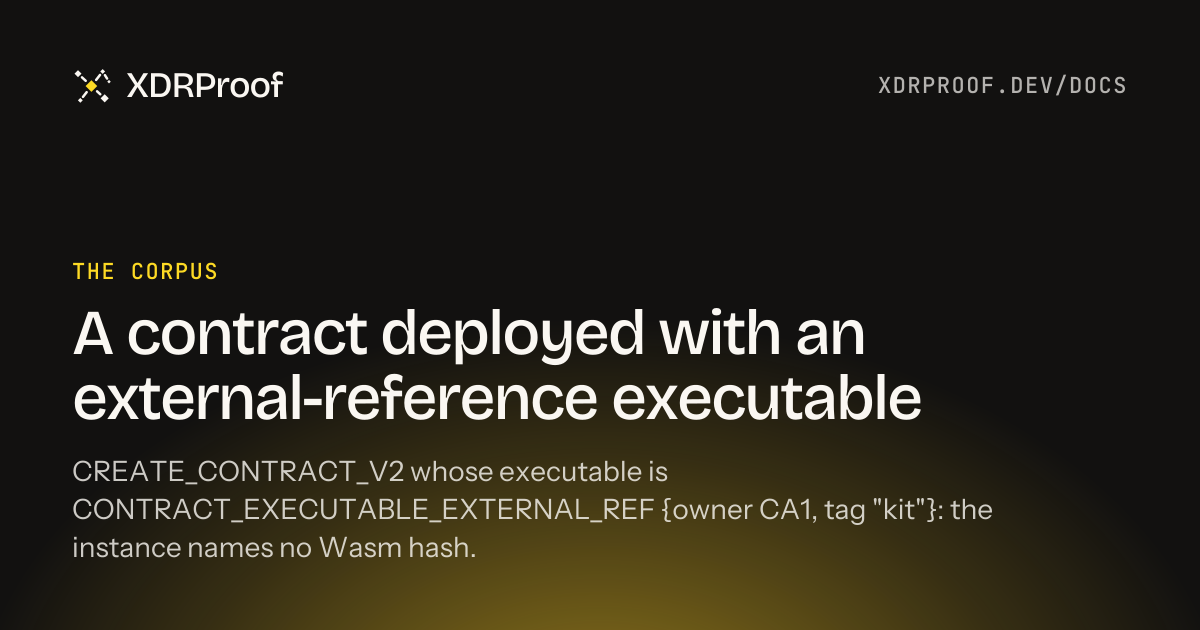 XDRProof
XDRPROOF.DEV/DOCS
THE CORPUS
A contract deployed with an
external-reference executable
CREATE_CONTRACT_V2 whose executable is
CONTRACT_EXECUTABLE_EXTERNAL_REF {owner CA1, tag "kit"}: the
instance names no Wasm hash.